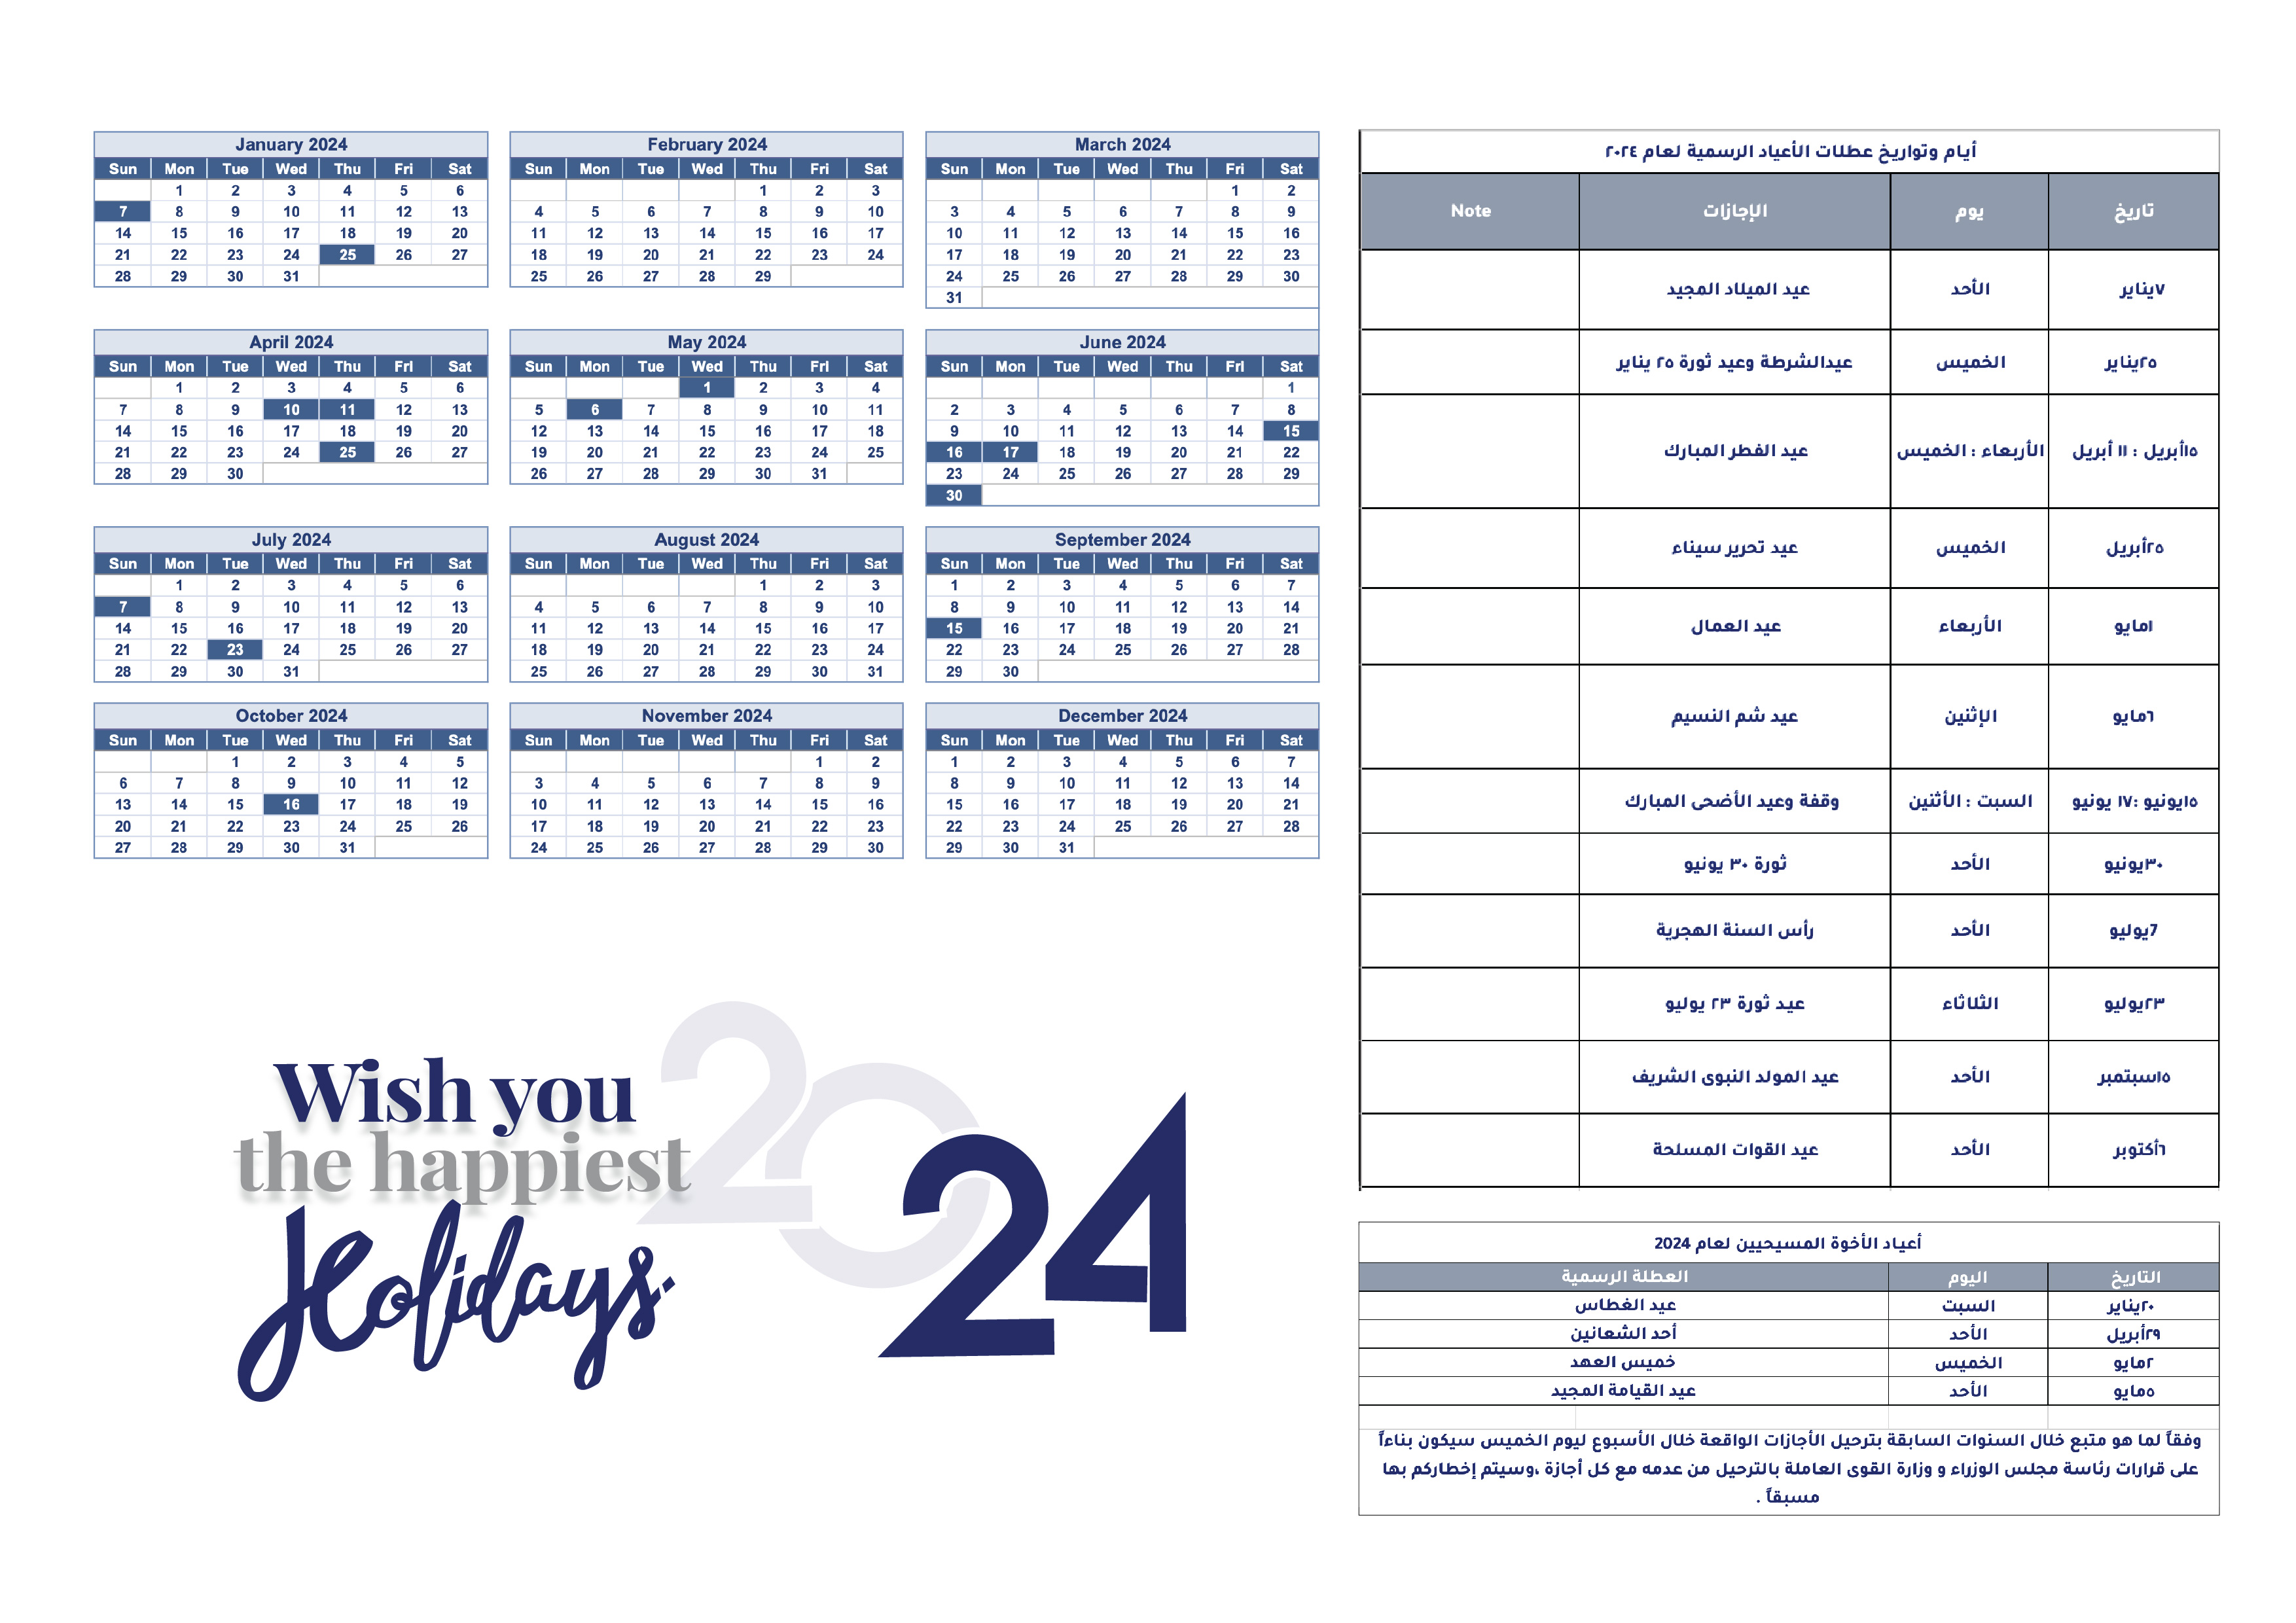 January 2024
Sun Mon Tue Wed Thu Fri Sat
1 2 3 4 5 6
7 8 9 10 11 12 13
14 15 16 17 18 19 20
21 22 23 24 25 26 27
28 29 30 31
February 2024
Sun Mon Tue Wed Thu Fri Sat
1 2 3
4 5 6 7 8 9 10
11 12 13 14 15 16 17
18 19 20 21 22 23 24
25 26 27 28 29
March 2024
Sun Mon Tue Wed Thu Fri Sat
1 2
3 4 5 6 7 8 9
10 11 12 13 14 15 16
17 18 19 20 21 22 23
24 25 26 27 28 29 30
31
April 2024
Sun Mon Tue Wed Thu Fri Sat
1 2 3 4 5 6
7 8 9 10 11 12 13
14 15 16 17 18 19 20
21 22 23 24 25 26 27
28 29 30
May 2024
Sun Mon Tue Wed Thu Fri Sat
1 2 3 4
5 6 7 8 9 10 11
12 13 14 15 16 17 18
19 20 21 22 23 24 25
26 27 28 29 30 31
June 2024
Sun Mon Tue Wed Thu Fri Sat
1
2 3 4 5 6 7 8
9 10 11 12 13 14 15
16 17 18 19 20 21 22
23 24 25 26 27 28 29
30
July 2024
Sun Mon Tue Wed Thu Fri Sat
1 2 3 4 5 6
7 8 9 10 11 12 13
14 15 16 17 18 19 20
21 22 23 24 25 26 27
28 29 30 31
August 2024
Sun Mon Tue Wed Thu Fri Sat
1 2 3
4 5 6 7 8 9 10
11 12 13 14 15 16 17
18 19 20 21 22 23 24
25 26 27 28 29 30 31
September 2024
Sun Mon Tue Wed Thu Fri Sat
1 2 3 4 5 6 7
8 9 10 11 12 13 14
15 16 17 18 19 20 21
22 23 24 25 26 27 28
29 30
October 2024
Sun Mon Tue Wed Thu Fri Sat
1 2 3 4 5
6 7 8 9 10 11 12
13 14 15 16 17 18 19
20 21 22 23 24 25 26
27 28 29 30 31
November 2024
Sun Mon Tue Wed Thu Fri Sat
1 2
3 4 5 6 7 8 9
10 11 12 13 14 15 16
17 18 19 20 21 22 23
24 25 26 27 28 29 30
December 2024
Sun Mon Tue Wed Thu Fri Sat
1 2 3 4 5 6 7
8 9 10 11 12 13 14
15 16 17 18 19 20 21
22 23 24 25 26 27 28
29 30 31
Wish you
the happiest
Holidays.
2024
أيام وتواريخ عطلات الأعياد الرسمية لعام ٢٠٢٤
تاريخ يوم الإجازات Note
٧يناير الأحد عيد الميلاد المجيد
٢٥يناير الخميس عيدالشرطة وعيد ثورة ٢٥ يناير
١٥أبريل : ١١ أبريل الأربعاء : الخميس عيد الفطر المبارك
٢٥أبريل الخميس عيد تحرير سيناء
١مايو الأربعاء عيد العمال
٦مايو الإثنين عيد شم النسيم
١٥يونيو :١٧ يونيو السبت : الأثنين وقفة وعيد الأضحى المبارك
٣٠يونيو الأحد ثورة ٣٠ يونيو
7يوليو الأحد رأس السنة الهجرية
٢٣يوليو الثلاثاء عيد ثورة ٢٣ يوليو
١٥سبتمبر الأحد عيد المولد النبوى الشريف
٦أكتوبر الأحد عيد القوات المسلحة
أعياد الأخوة المسيحيين لعام 2024
التاريخ اليوم العطلة الرسمية
٢٠يناير السبت عيد الغطاس
٢٩أبريل الأحد أحد الشعانين
٢مايو الخميس خميس العهد
٥مايو الأحد عيد القيامة المجيد
وفقاً لما هو متبع خلال السنوات السابقة بترحيل الأجازات الواقعة خلال الأسبوع ليوم الخميس سيكون بناءاً
على قرارات رئاسة مجلس الوزراء و وزارة القوى العاملة بالترحيل من عدمه مع كل أجازة ،وسيتم إخطاركم بها
مسبقاً .